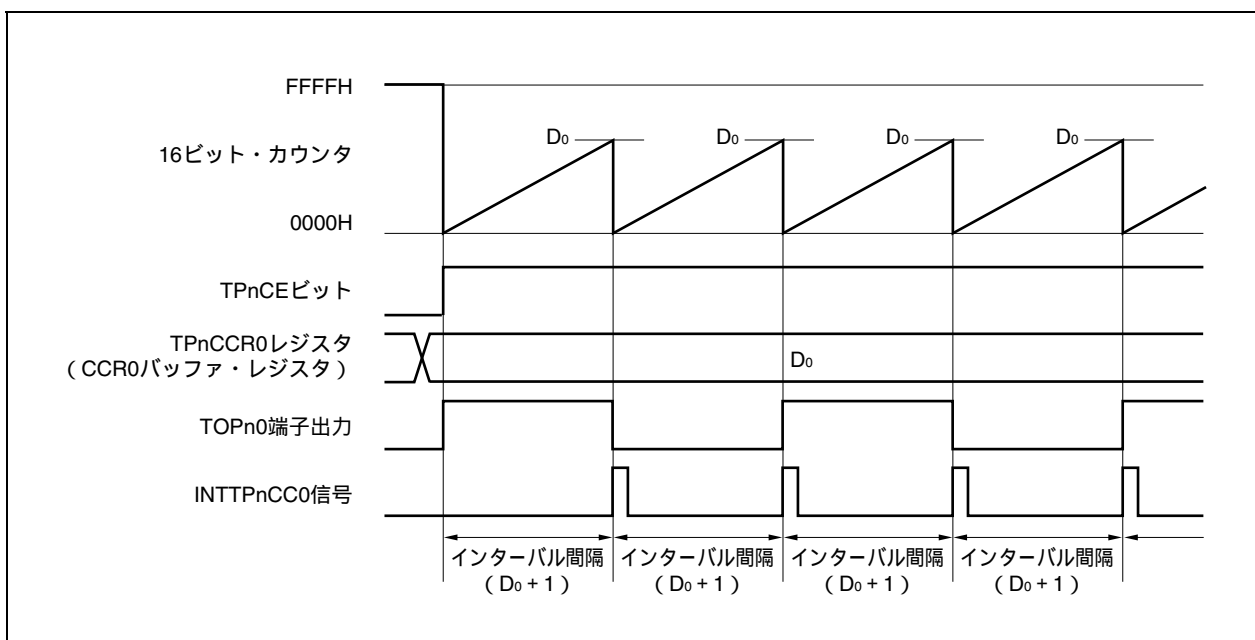 FFFFH
D0 D0 D0 D0
16ビット・カウンタ
0000H
TPnCEビット
TPnCCR0レジスタ
（CCR0バッファ・レジスタ）
D0
TOPn0端子出力
INTTPnCC0信号
インターバル間隔 インターバル間隔 インターバル間隔 インターバル間隔
（D0 + 1） （D0 + 1） （D0 + 1） （D0 + 1）